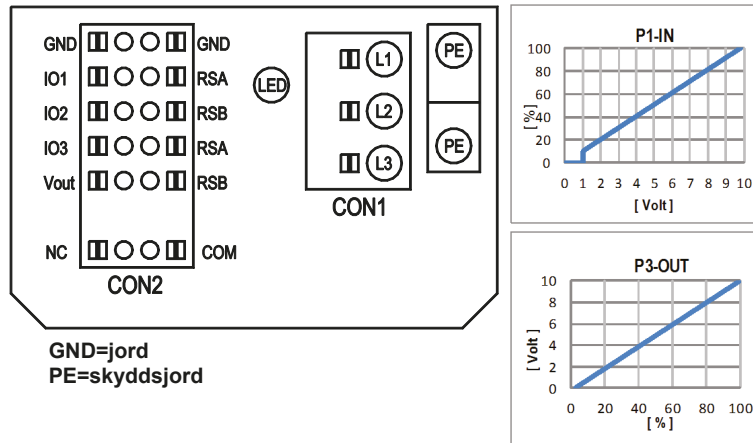 GND GND
IO1 RSA
IO2 RSB
IO3 RSA
Vout RSB
NC COM
CON2
LED
L1
L2
L3
CON1
PE
PE
GND=jord
PE=skyddsjord
P1-IN
[ %]
100
80
60
40
20
0
0 1 2 3 4 5 6 7 8 9 10
[ Volt ]
P3-OUT
[ Volt ]
10
8
6
4
2
0
0 20 40 60 80 100
[ % ]